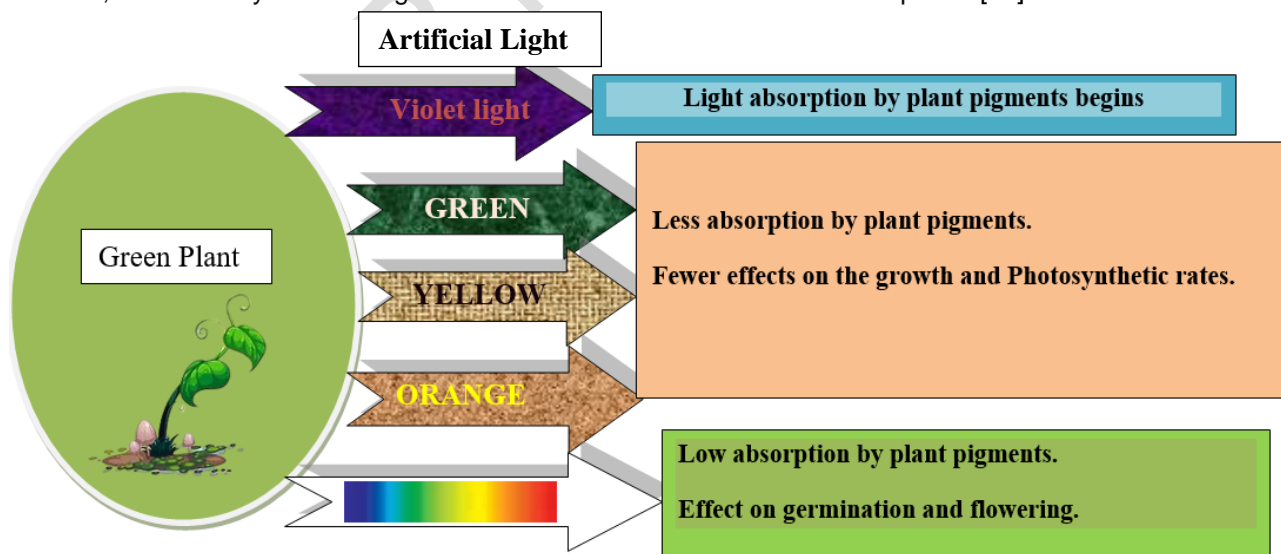 Artificial Light
Violet light
Light absorption by plant pigments begins
GREEN
Less absorption by plant pigments.
Green Plant
Fewer effects on the growth and Photosynthetic rates.
YELLOW
ORANGE
Low absorption by plant pigments.
Effect on germination and flowering.